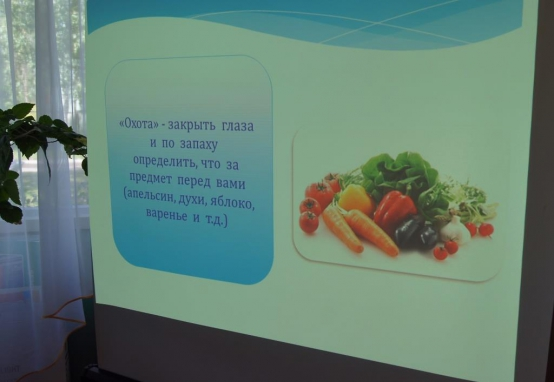 «Охота» - закрыть глаза
и по запаху
определить, что за
предмет перед вами
(апельсин, духи, яблоко,
варенье и т.д.)